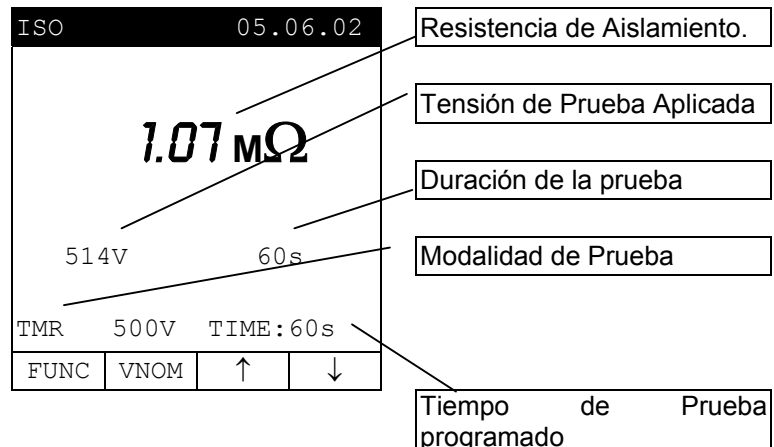 ISO 05.06.02
1.07 MΩ
514V 60s
TMR 500V TIME:60s
FUNC VNOM ↑ ↓
Resistencia de Aislamiento.
Tensión de Prueba Aplicada
Duración de la prueba
Modalidad de Prueba
Tiempo de Prueba
programado